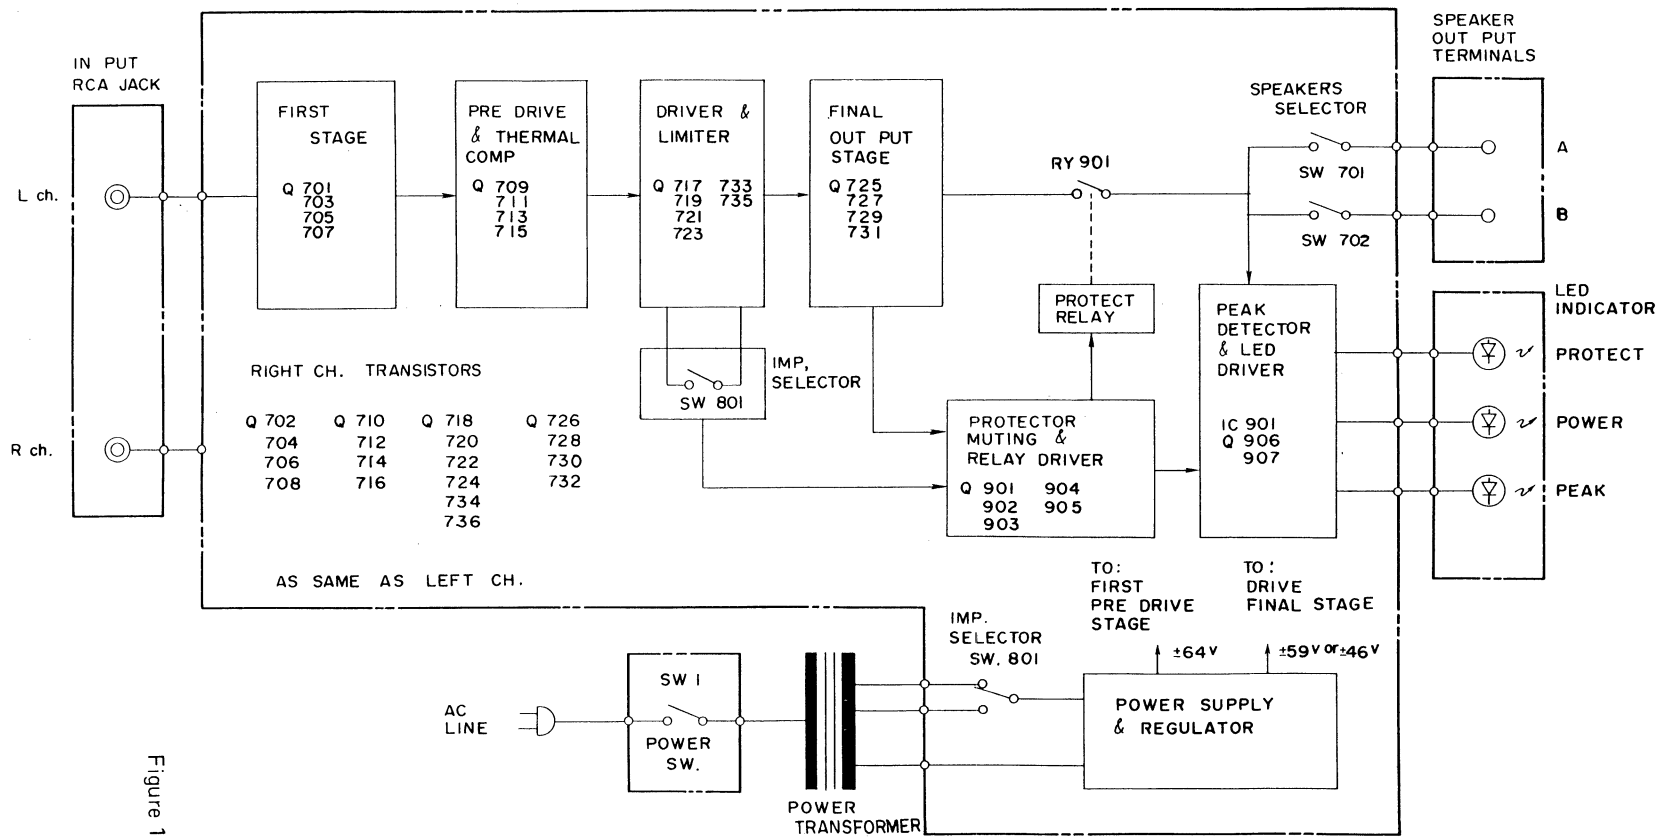 IN PUT
RCA JACK
L ch.
R ch.
FIRST
STAGE
Q 701
703
705
707
PRE DRIVE
& THERMAL
COMP
Q 709
711
713
715
DRIVER &
LIMITER
Q 717 733
719 735
721
723
FINAL
OUT PUT
STAGE
Q 725
727
729
731
RY 901
SPEAKERS
SELECTOR
SW 701
SW 702
SPEAKER
OUT PUT
TERMINALS
A
B
PROTECT
RELAY
PEAK
DETECTOR
& LED
DRIVER
IC 901
Q 906
907
LED
INDICATOR
PROTECT
POWER
PEAK
IMP,
SELECTOR
SW 801
RIGHT CH. TRANSISTORS
Q 702 Q 710 Q 718 Q 726
704 712 720 728
706 714 722 730
708 716 724 732
734
736
AS SAME AS LEFT CH.
PROTECTOR
MUTING &
RELAY DRIVER
Q 901 904
902 905
903
TO:
FIRST
PRE DRIVE
STAGE
±64V
TO:
DRIVE
FINAL STAGE
±59V or ±46V
IMP.
SELECTOR
SW. 801
POWER SUPPLY
& REGULATOR
AC
LINE
SW 1
POWER
SW.
POWER
TRANSFORMER
Figure 1